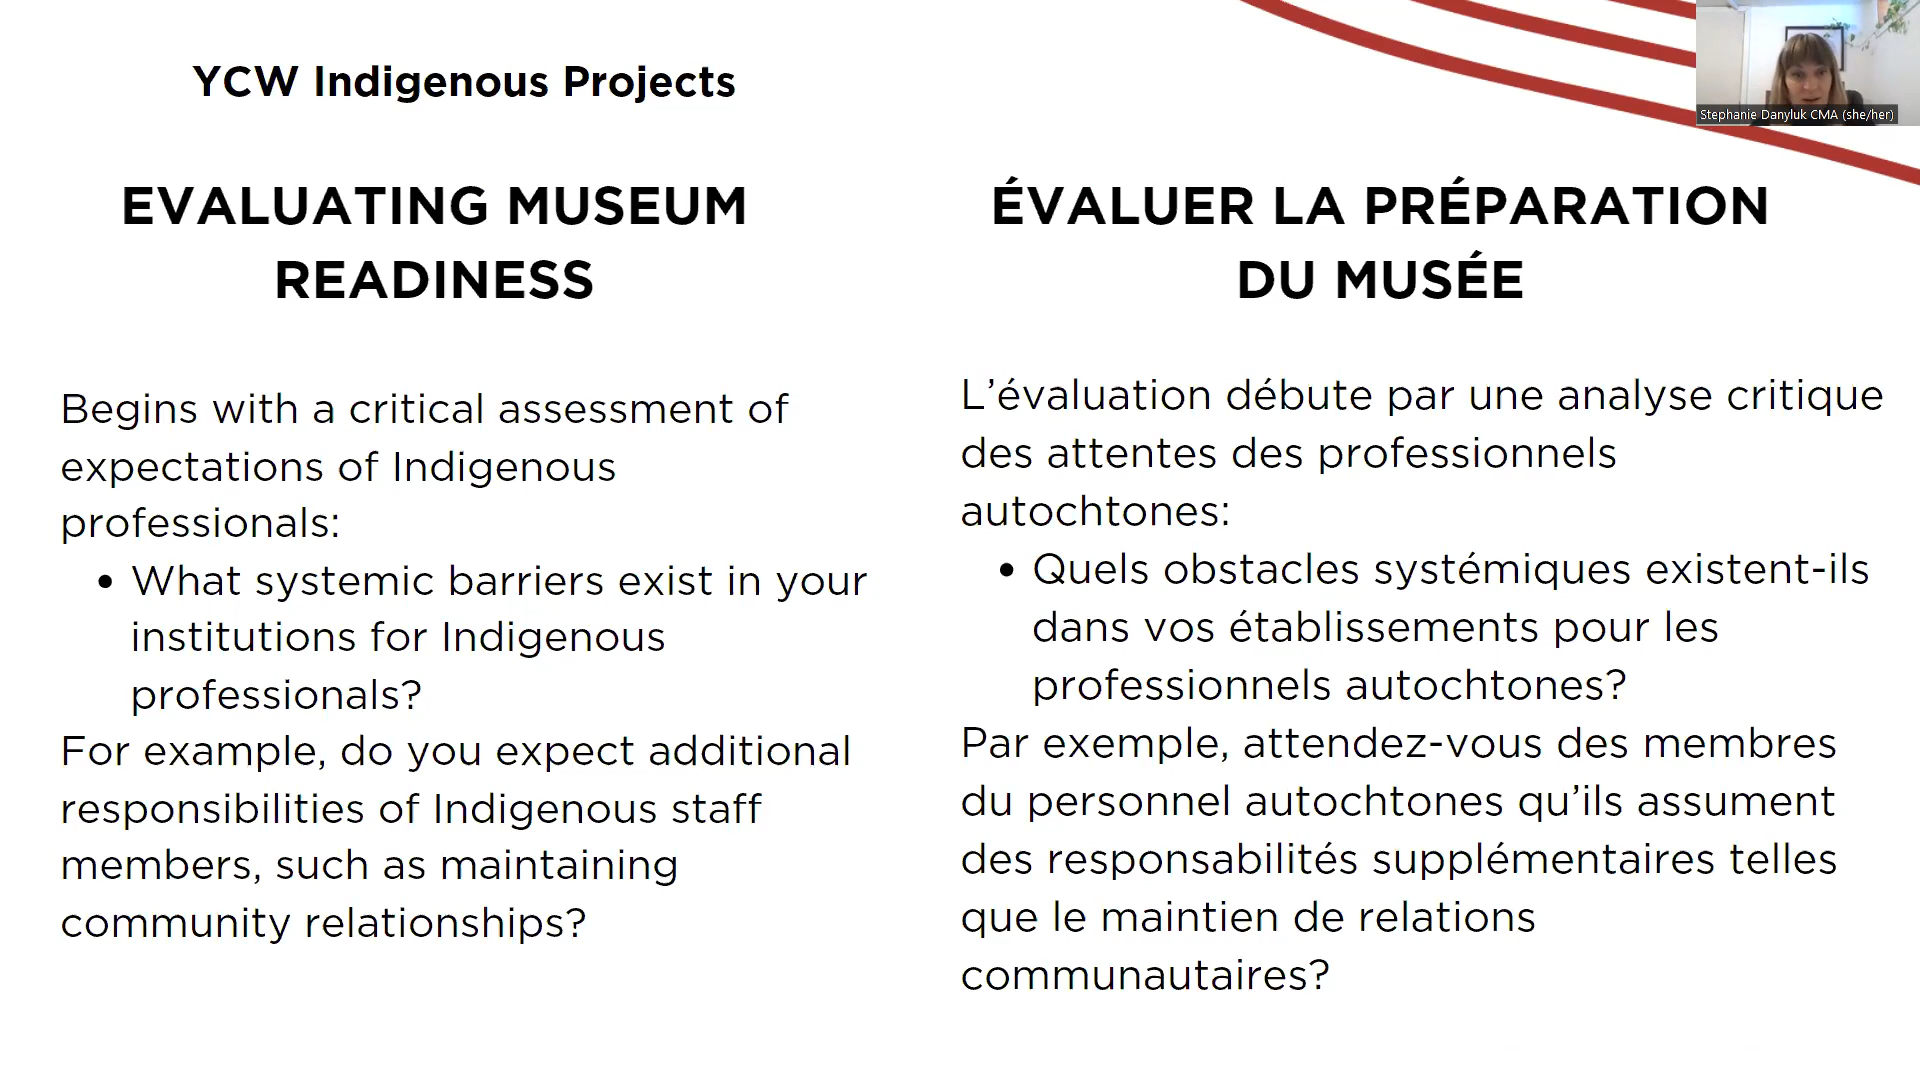 YCW Indigenous Projects
Stephanie Danyluk CMA (she/her)
EVALUATING MUSEUM
READINESS
Begins with a critical assessment of
expectations of Indigenous
professionals:
• What systemic barriers exist in your
institutions for Indigenous
professionals?
For example, do you expect additional
responsibilities of Indigenous staff
members, such as maintaining
community relationships?
ÉVALUER LA PRÉPARATION
DU MUSÉE
L’évaluation débute par une analyse critique
des attentes des professionnels
autochtones:
• Quels obstacles systémiques existent-ils
dans vos établissements pour les
professionnels autochtones?
Par exemple, attendez-vous des membres
du personnel autochtones qu’ils assument
des responsabilités supplémentaires telles
que le maintien de relations
communautaires?